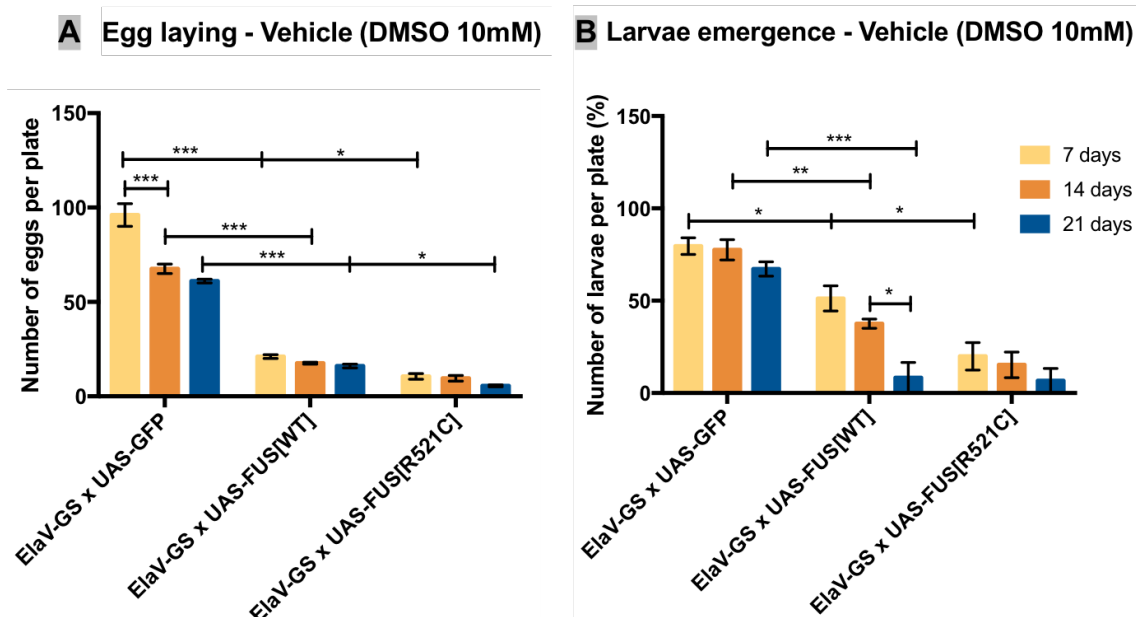 A Egg laying - Vehicle (DMSO 10mM)
Number of eggs per plate
150
100
50
0
***
*
***
***
***
*
ElaV-GS x UAS-GFP
ElaV-GS x UAS-FUS[WT]
ElaV-GS x UAS-FUS[R521C]
B Larvae emergence - Vehicle (DMSO 10mM)
Number of larvae per plate (%)
150
100
50
0
***
**
*
*
*
7 days
14 days
21 days
ElaV-GS x UAS-GFP
ElaV-GS x UAS-FUS[WT]
ElaV-GS x UAS-FUS[R521C]